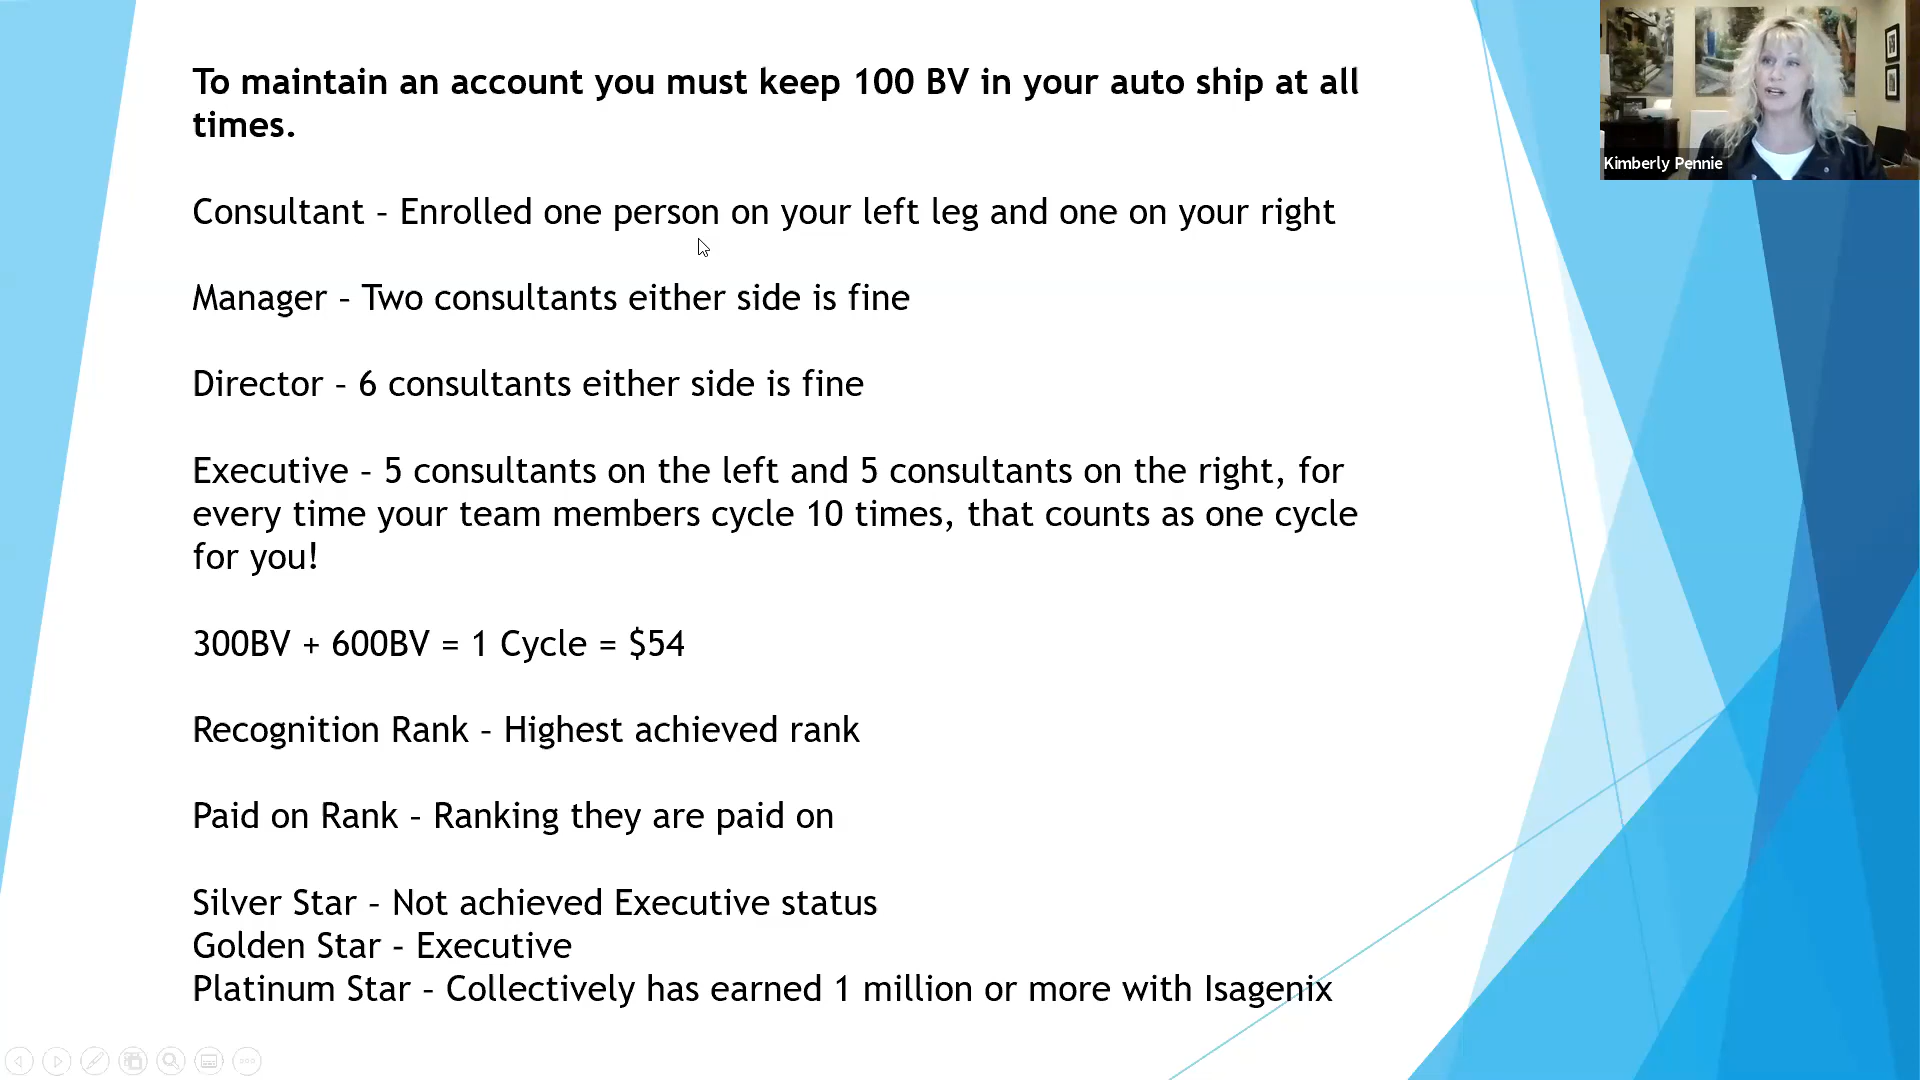 To maintain an account you must keep 100 BV in your auto ship at all
times.
Consultant – Enrolled one person on your left leg and one on your right
Manager – Two consultants either side is fine
Director – 6 consultants either side is fine
Executive – 5 consultants on the left and 5 consultants on the right, for
every time your team members cycle 10 times, that counts as one cycle
for you!
300BV + 600BV = 1 Cycle = $54
Recognition Rank – Highest achieved rank
Paid on Rank – Ranking they are paid on
Silver Star – Not achieved Executive status
Golden Star – Executive
Platinum Star – Collectively has earned 1 million or more with Isagenix
Kimberly Pennie